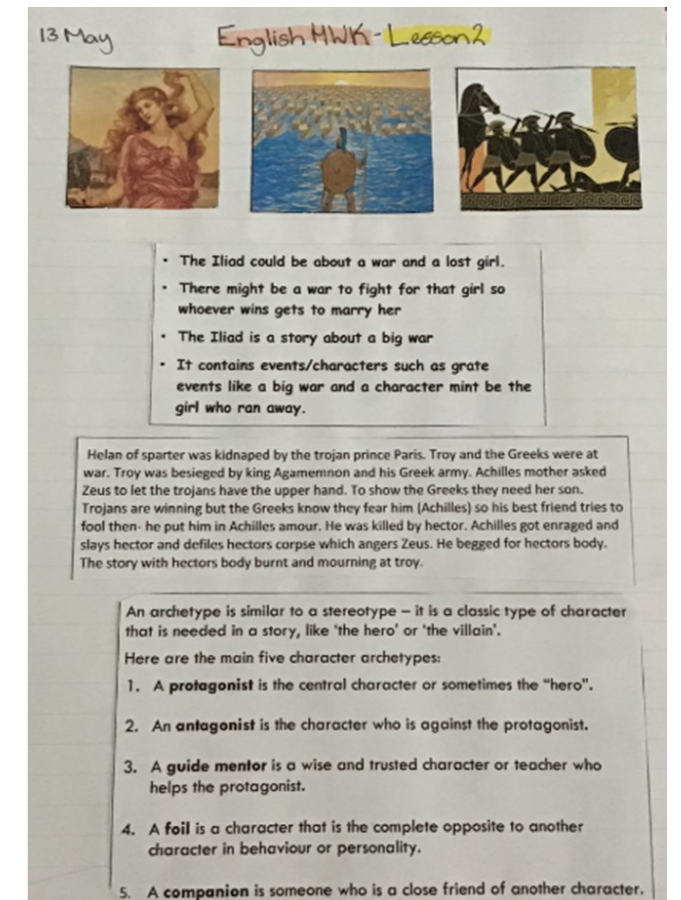 13 May English HWK - Lesson 2
• The Iliad could be about a war and a lost girl.
• There might be a war to fight for that girl so
whoever wins gets to marry her
• The Iliad is a story about a big war
• It contains events/characters such as grate
events like a big war and a character mint be the
girl who ran away.
Helan of sparter was kidnaped by the trojan prince Paris. Troy and the Greeks were at
war. Troy was besieged by king Agamemnon and his Greek army. Achilles mother asked
Zeus to let the trojans have the upper hand. To show the Greeks they need her son.
Trojans are winning but the Greeks know they fear him (Achilles) so his best friend tries to
fool then- he put him in Achilles amour. He was killed by hector. Achilles got enraged and
slays hector and defiles hectors corpse which angers Zeus. He begged for hectors body.
The story with hectors body burnt and mourning at troy.
An archetype is similar to a stereotype – it is a classic type of character
that is needed in a story, like 'the hero' or 'the villain'.
Here are the main five character archetypes:
1. A protagonist is the central character or sometimes the "hero".
2. An antagonist is the character who is against the protagonist.
3. A guide mentor is a wise and trusted character or teacher who
helps the protagonist.
4. A foil is a character that is the complete opposite to another
character in behaviour or personality.
5. A companion is someone who is a close friend of another character.